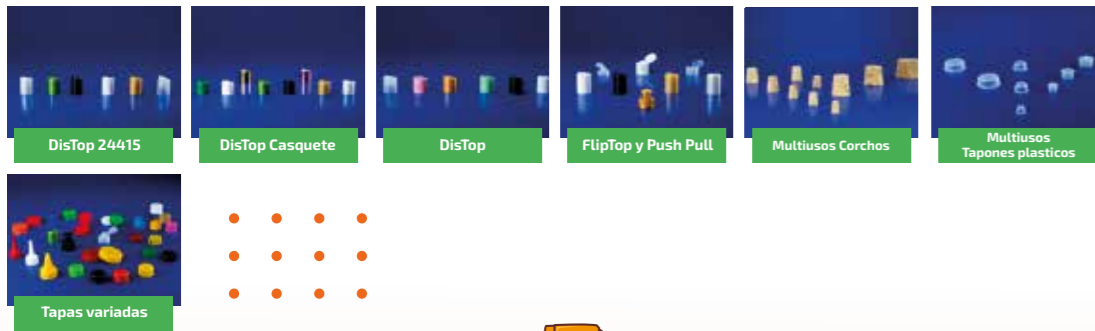 DisTop 24415
DisTop Casquete
DisTop
FlipTop y Push Pull
Multiusos Corchos
Multiusos
Tapones plasticos
Tapas variadas